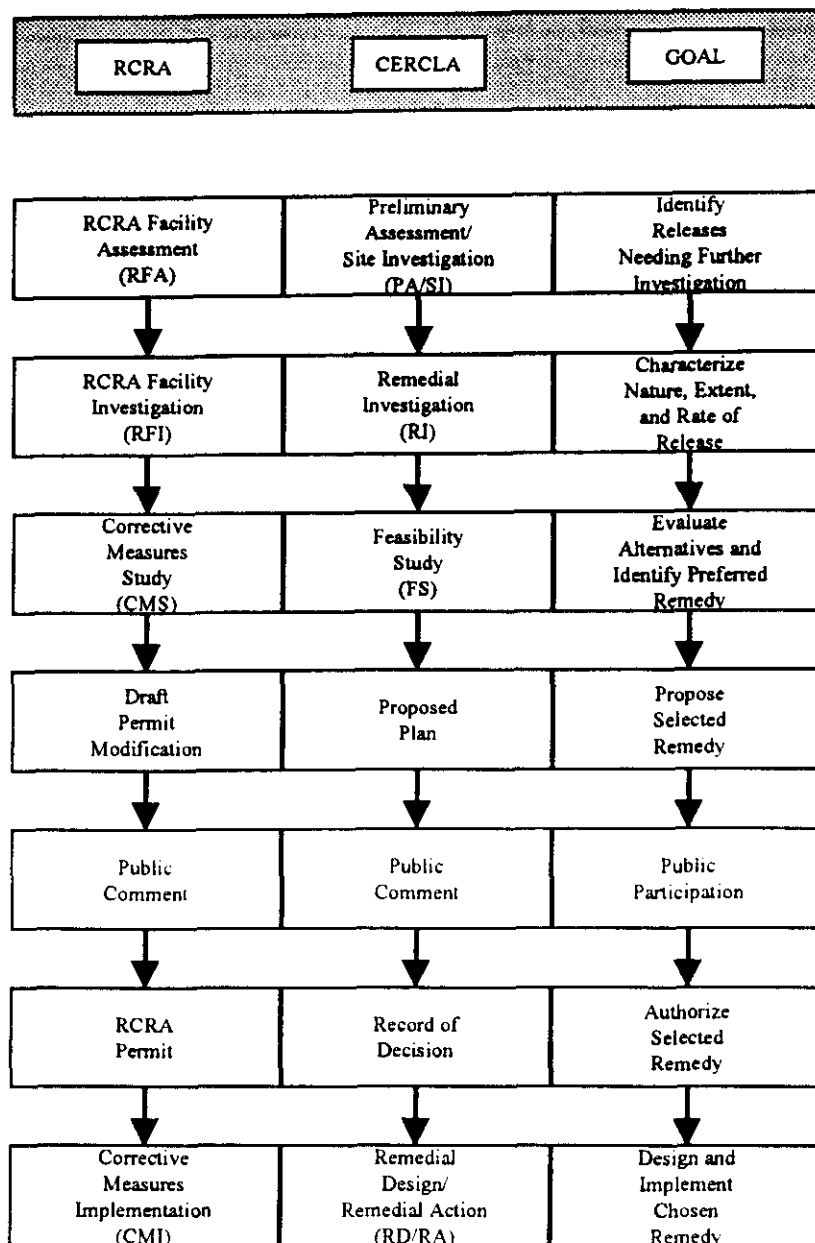 RCRA
CERCLA
GOAL
RCRA Facility
Assessment
(RFA)
Preliminary
Assessment/
Site Investigation
(PA/SI)
Identify
Releases
Needing Further
Investigation
RCRA Facility
Investigation
(RFI)
Remedial
Investigation
(RI)
Characterize
Nature, Extent,
and Rate of
Release
Corrective
Measures
Study
(CMS)
Feasibility
Study
(FS)
Evaluate
Alternatives and
Identify Preferred
Remedy
Draft
Permit
Modification
Proposed
Plan
Propose
Selected
Remedy
Public
Comment
Public
Comment
Public
Participation
RCRA
Permit
Record of
Decision
Authorize
Selected
Remedy
Corrective
Measures
Implementation
(CMI)
Remedial
Design/
Remedial Action
(RD/RA)
Design and
Implement
Chosen
Remedy